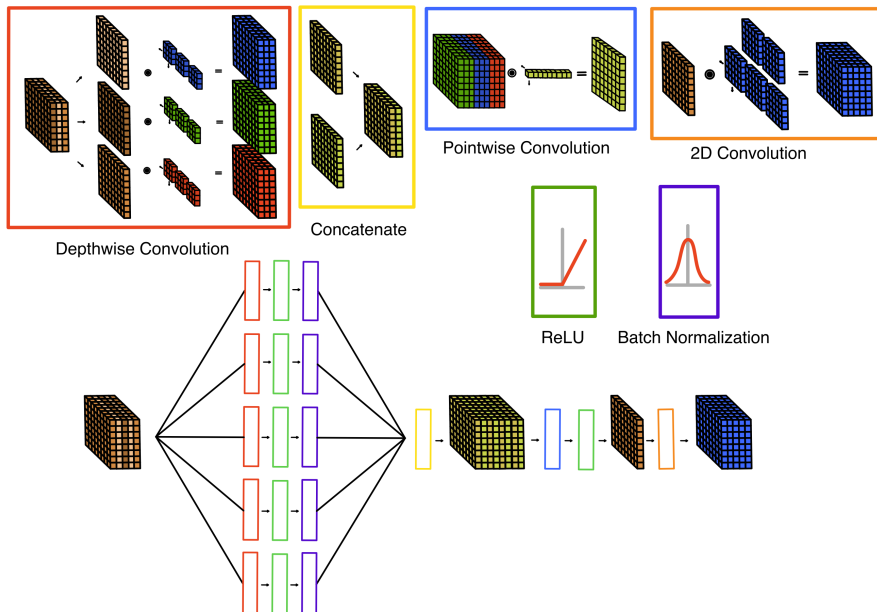 Pointwise Convolution
2D Convolution
Concatenate
Depthwise Convolution
ReLU
Batch Normalization